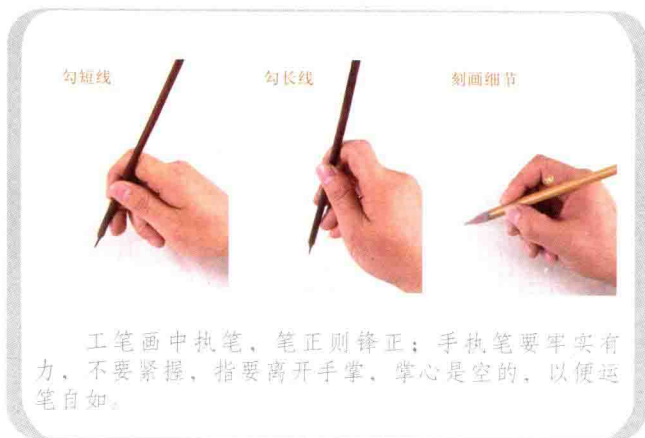 勾短线 勾长线 刻画细节
工笔画中执笔，笔正则锋正；手执笔要牢实有
力，不要紧握，指要离开手掌，掌心是空的，以便运
笔自如。